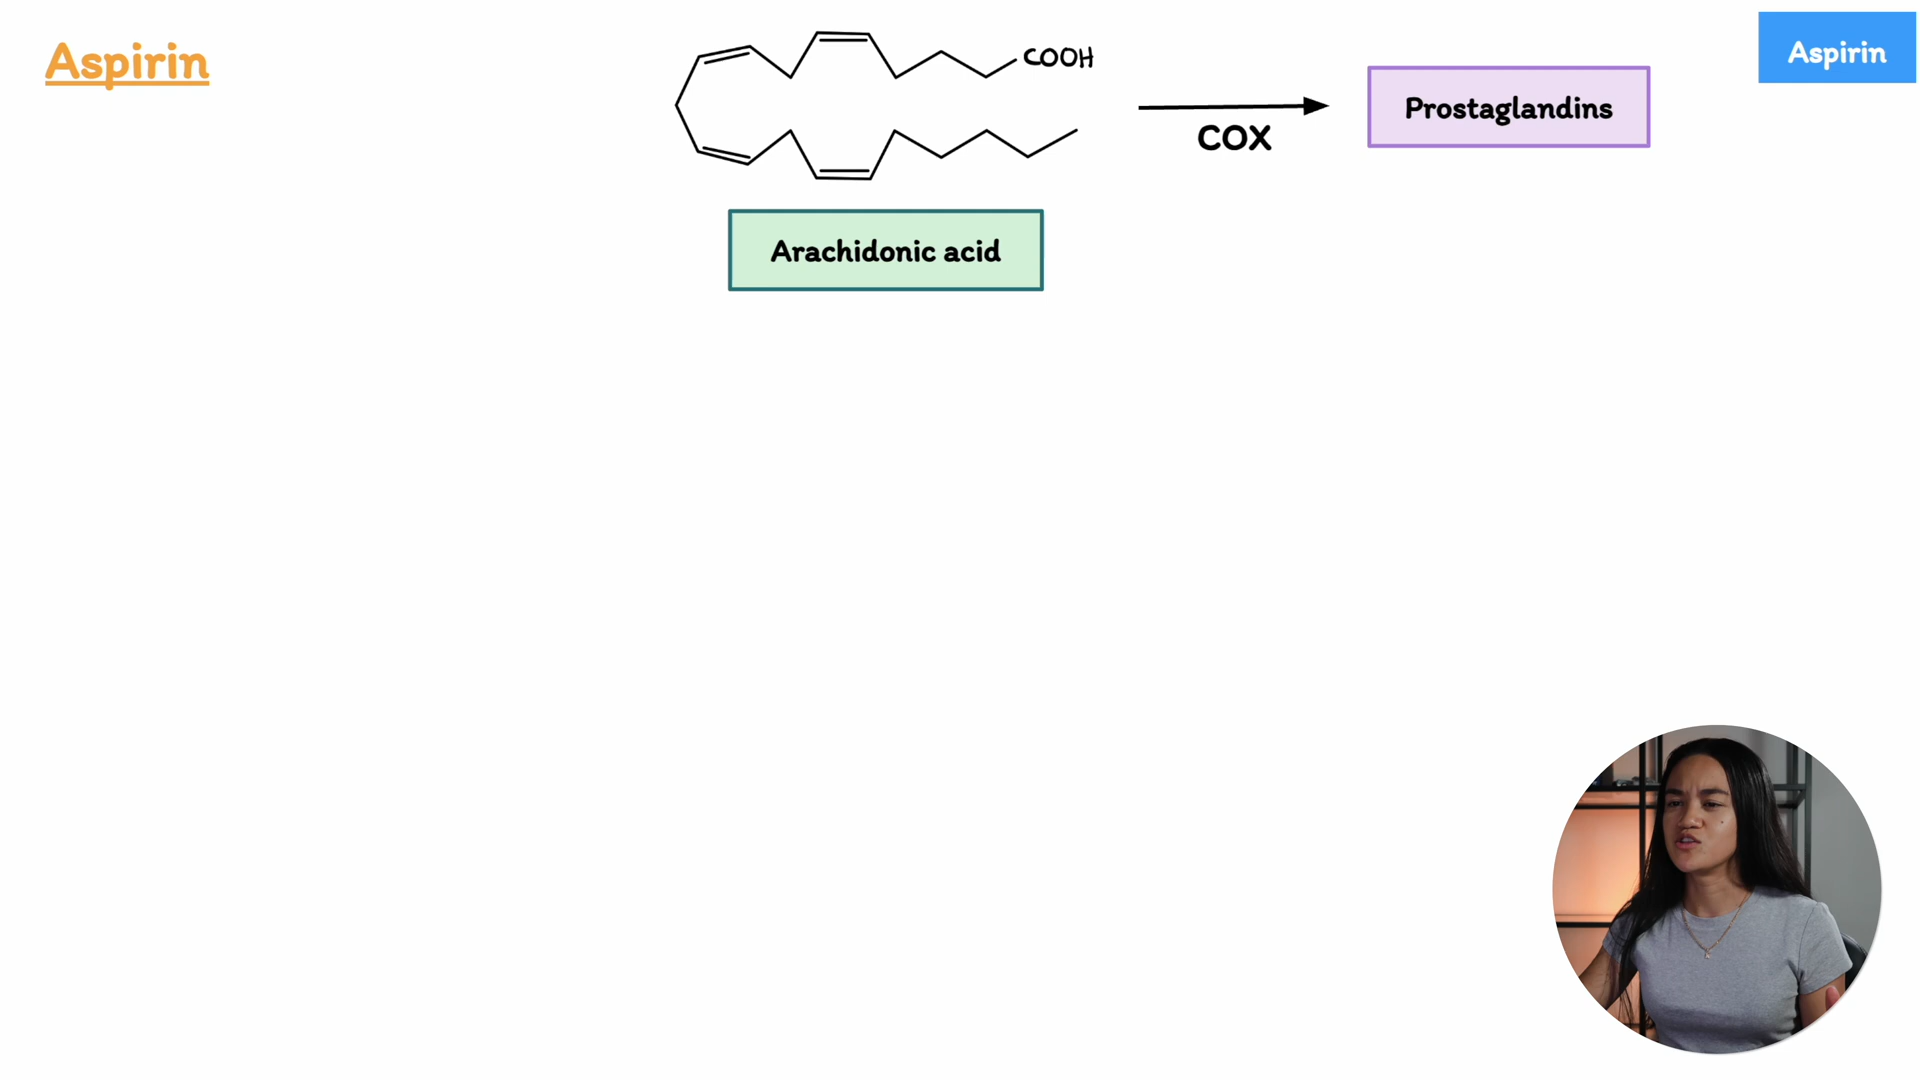 Aspirin
COOH
COX
Prostaglandins
Aspirin
Arachidonic acid